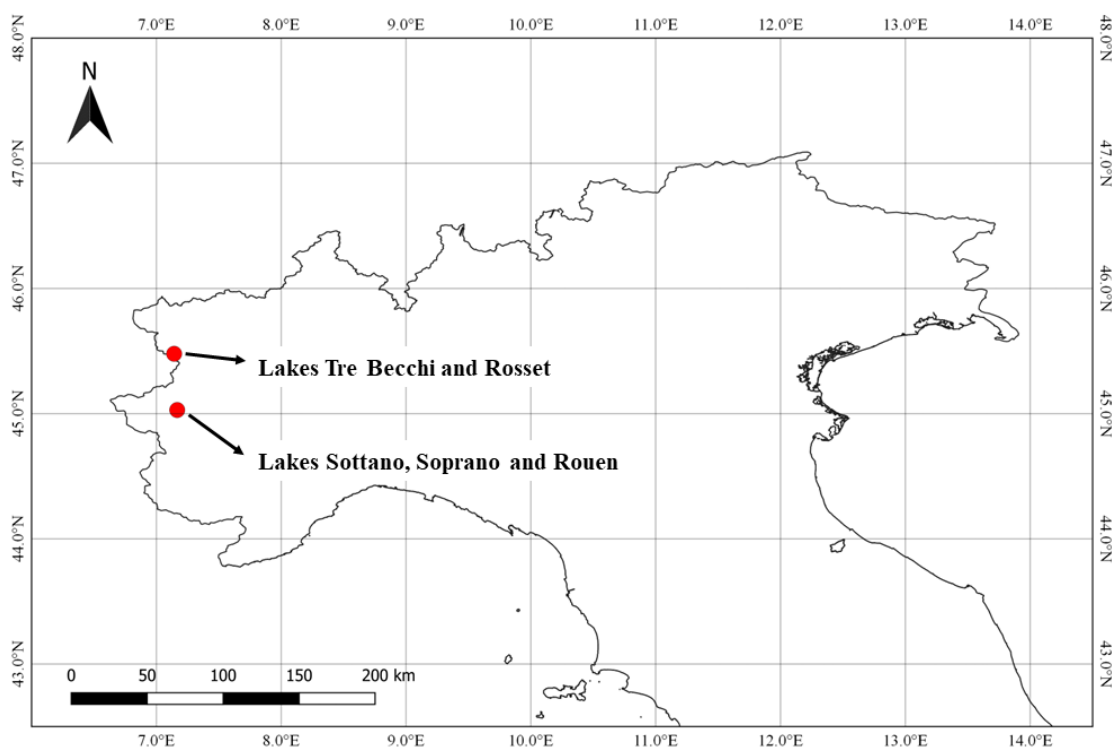 7.0°E 8.0°E 9.0°E 10.0°E 11.0°E 12.0°E 13.0°E 14.0°E
48.0°N 48.0°N
N
47.0°N 47.0°N
46.0°N 46.0°N
Lakes Tre Becchi and Rosset
45.0°N 45.0°N
Lakes Sottano, Soprano and Rouen
44.0°N 44.0°N
43.0°N 43.0°N
0 50 100 150 200 km
7.0°E 8.0°E 9.0°E 10.0°E 11.0°E 12.0°E 13.0°E 14.0°E